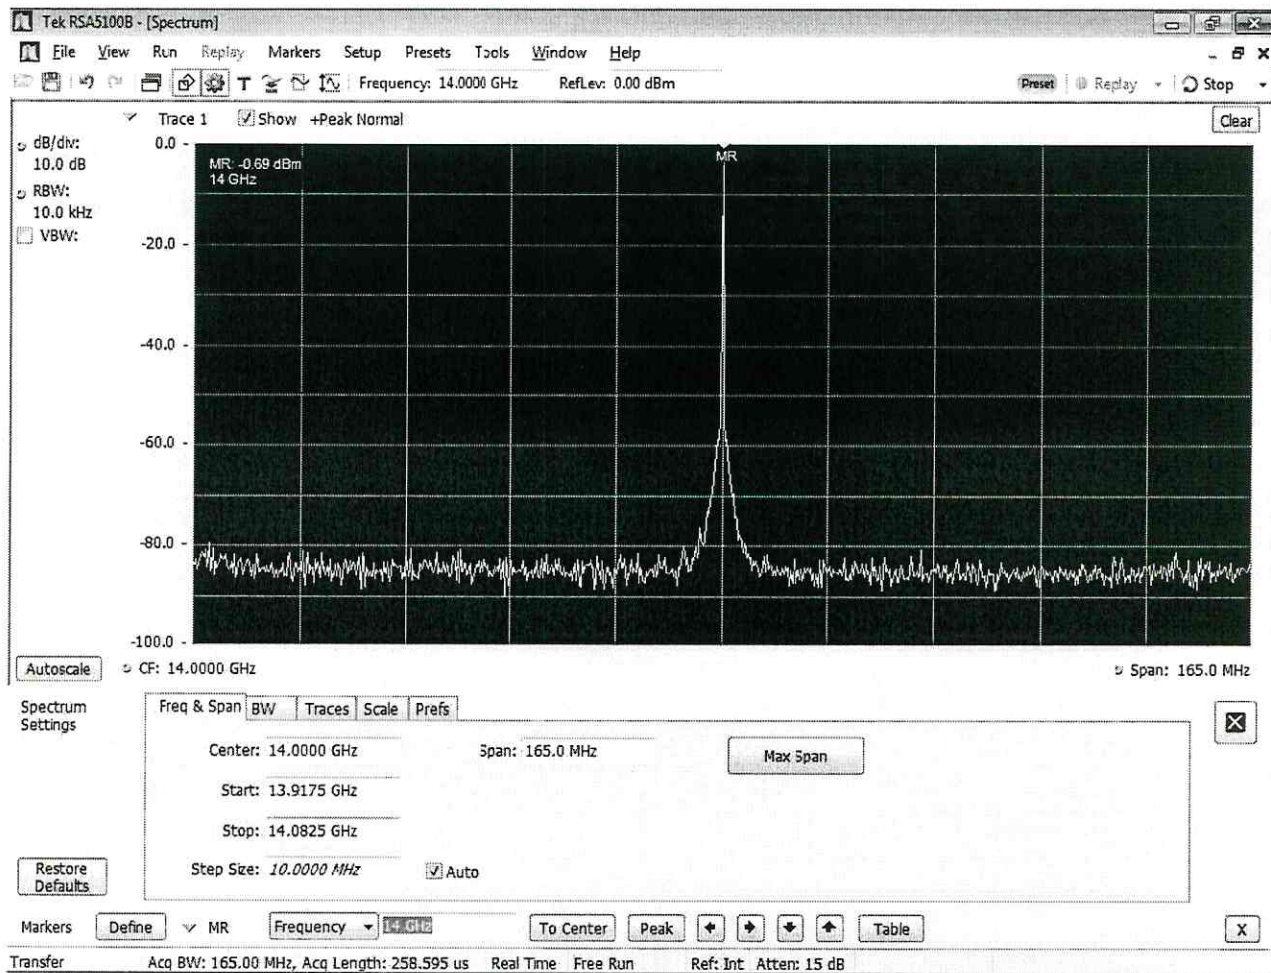 Tek RSA5100B - [Spectrum]
File View Run Replay Markers Setup Presets Tools Window Help
T Frequency: 14.0000 GHz RefLev: 0.00 dBm Preset Replay Stop
Trace 1 Show +Peak Normal Clear
dB/div:
10.0 dB
RBW:
10.0 kHz
VBW:
0.0
-20.0
-40.0
-60.0
-80.0
-100.0
MR: -0.69 dBm
14 GHz
MR
Autoscale CF: 14.0000 GHz Span: 165.0 MHz
Spectrum
Settings
Freq & Span BW Traces Scale Prefs
Center: 14.0000 GHz Span: 165.0 MHz Max Span
Start: 13.9175 GHz
Stop: 14.0825 GHz
Step Size: 10.0000 MHz Auto
Restore
Defaults
Markers Define MR Frequency 14 GHz To Center Peak Table X
Transfer Acq BW: 165.00 MHz, Acq Length: 258.595 us Real Time Free Run Ref: Int Atten: 15 dB